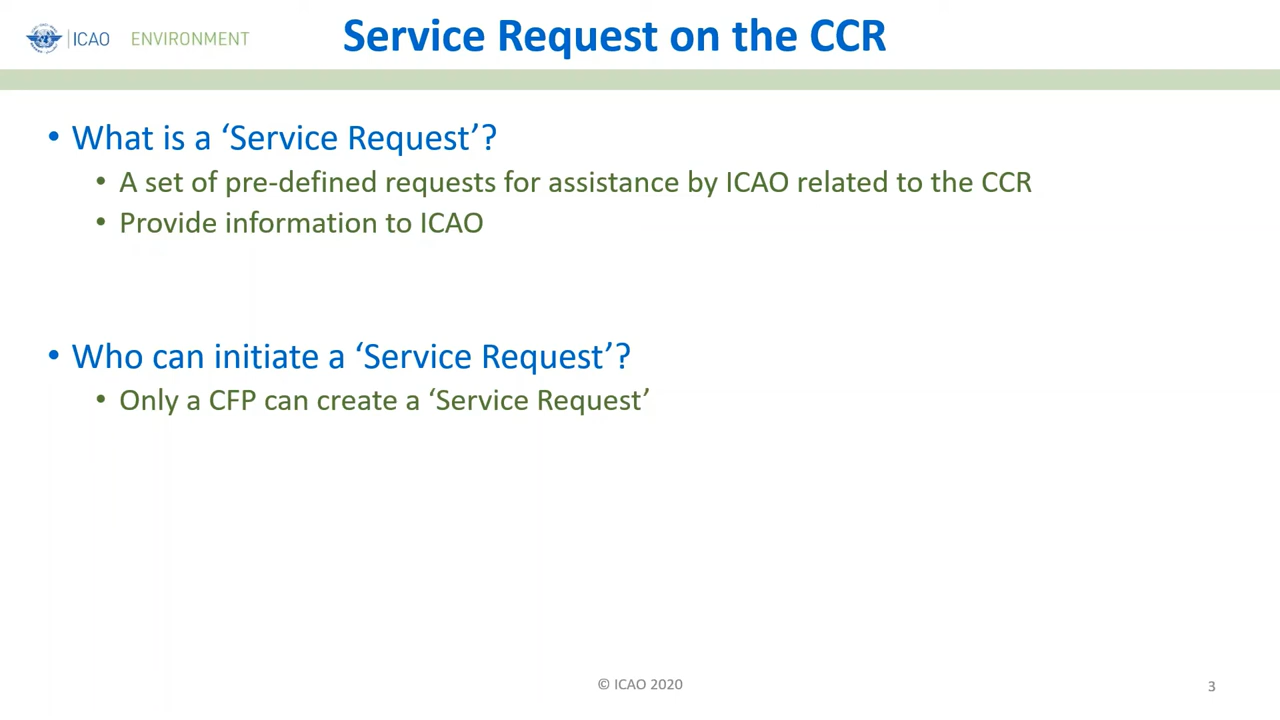 ICAO ENVIRONMENT
Service Request on the CCR
• What is a ‘Service Request’?
• A set of pre-defined requests for assistance by ICAO related to the CCR
• Provide information to ICAO
• Who can initiate a ‘Service Request’?
• Only a CFP can create a ‘Service Request’
© ICAO 2020
3